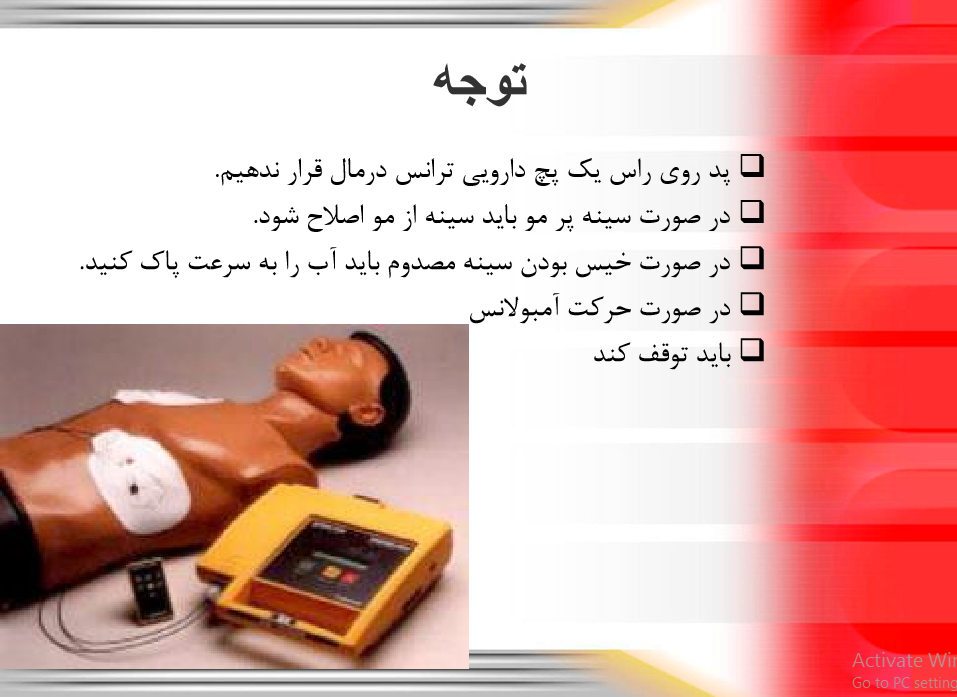 توجه
پد روی راس یک پچ دارویی ترانس درمال قرار ندهیم.
در صورت سینه پر مو باید سینه از مو اصلاح شود.
در صورت خیس بودن سینه مصدوم باید آب را به سرعت پاک کنید.
در صورت حرکت آمبولانس
باید توقف کند
Activate Wi
Go to PC setting